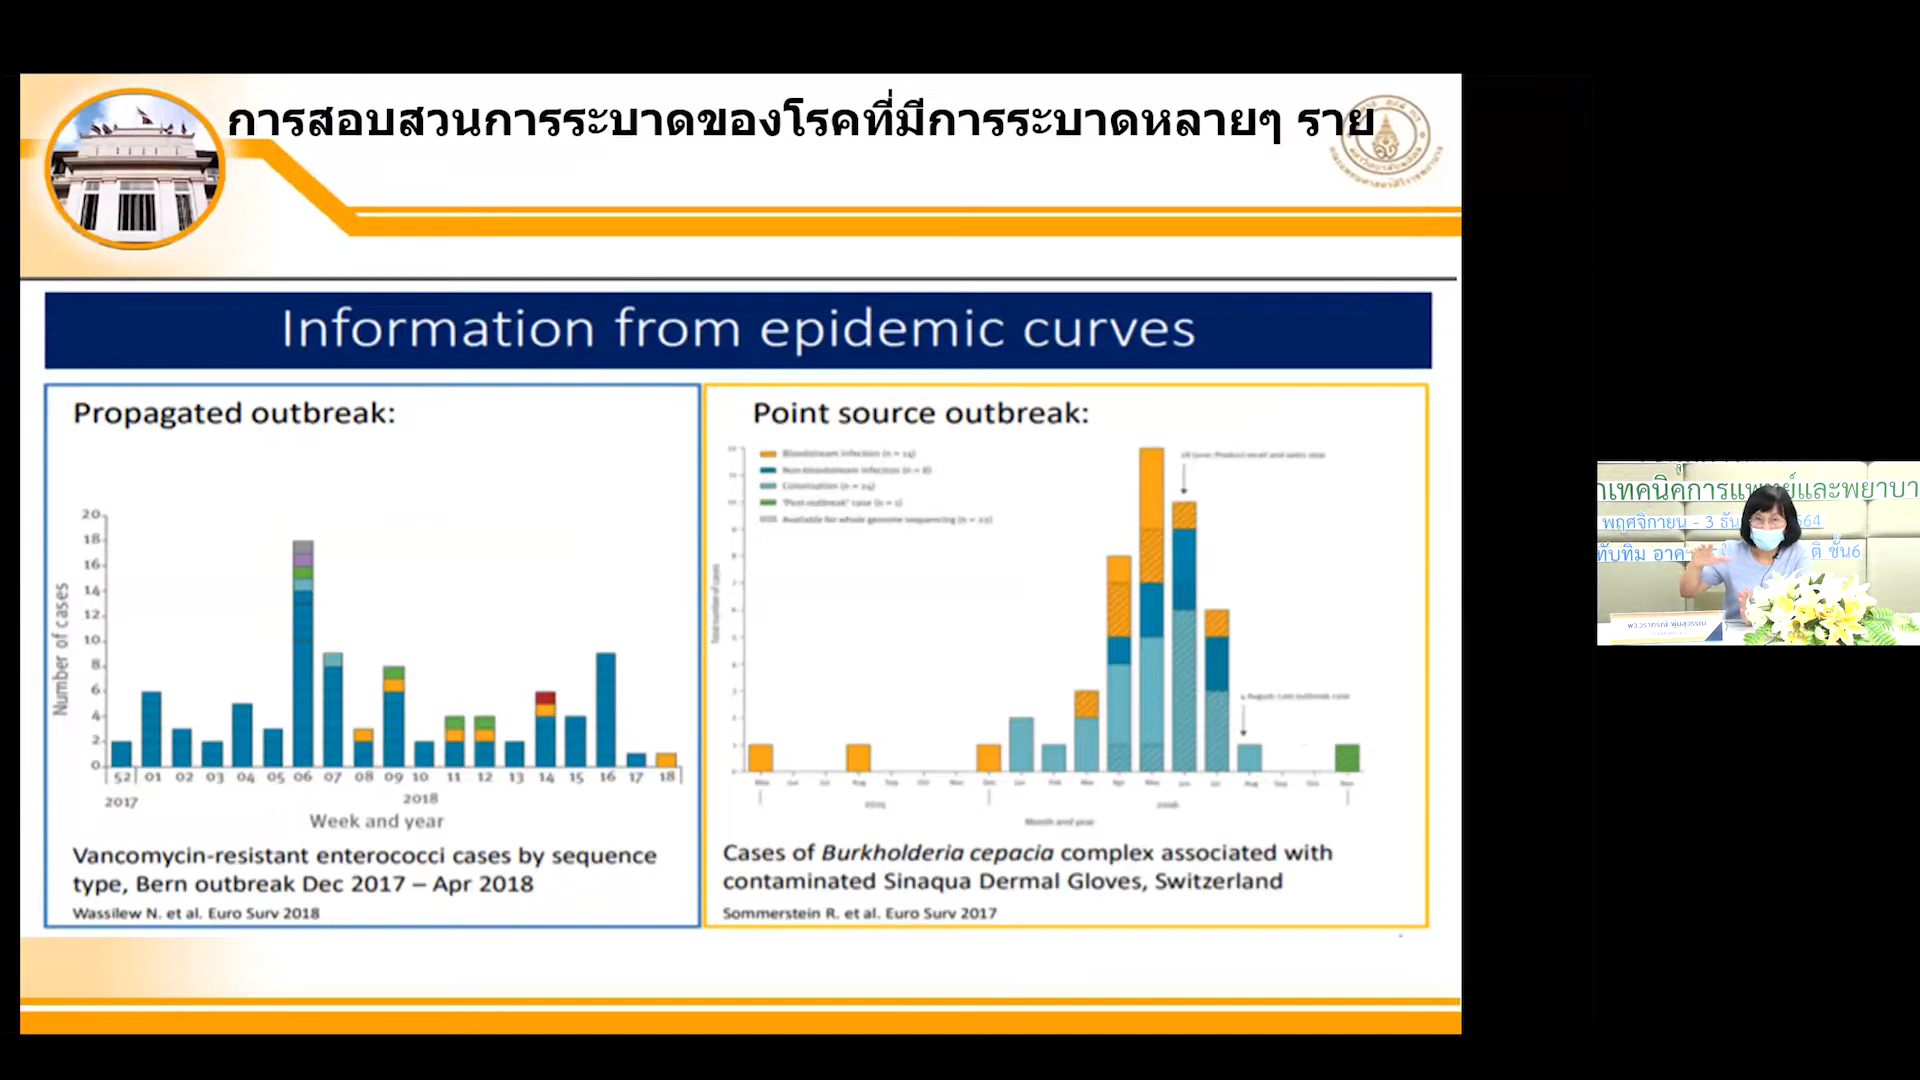 การสอบสวนการระบาดของโรคที่มีการระบาดหลายๆ ราย
Information from epidemic curves
Propagated outbreak:
20
18
16
14
12
10
8
6
4
2
0
Number of cases
52 01 02 03 04 05 06 07 08 09 10 11 12 13 14 15 16 17 18
2017 2018
Week and year
Vancomycin-resistant enterococci cases by sequence
type, Bern outbreak Dec 2017 – Apr 2018
Wassilew N. et al. Euro Surv 2018
Point source outbreak:
Bloodstream infection (n = 14)
Non-bloodstream infection (n = 8)
Colonisation (n = 24)
'Post-outbreak' case (n = 1)
Available for whole genome sequencing (n = 22)
Total number of cases
Month and year
Cases of Burkholderia cepacia complex associated with
contaminated Sinaqua Dermal Gloves, Switzerland
Sommerstein R. et al. Euro Surv 2017
เทคนิคการแพทย์และพยาบา
พฤศจิกายน - 3 ธัน 564
ทับทิม อาค ติ ชั้น6